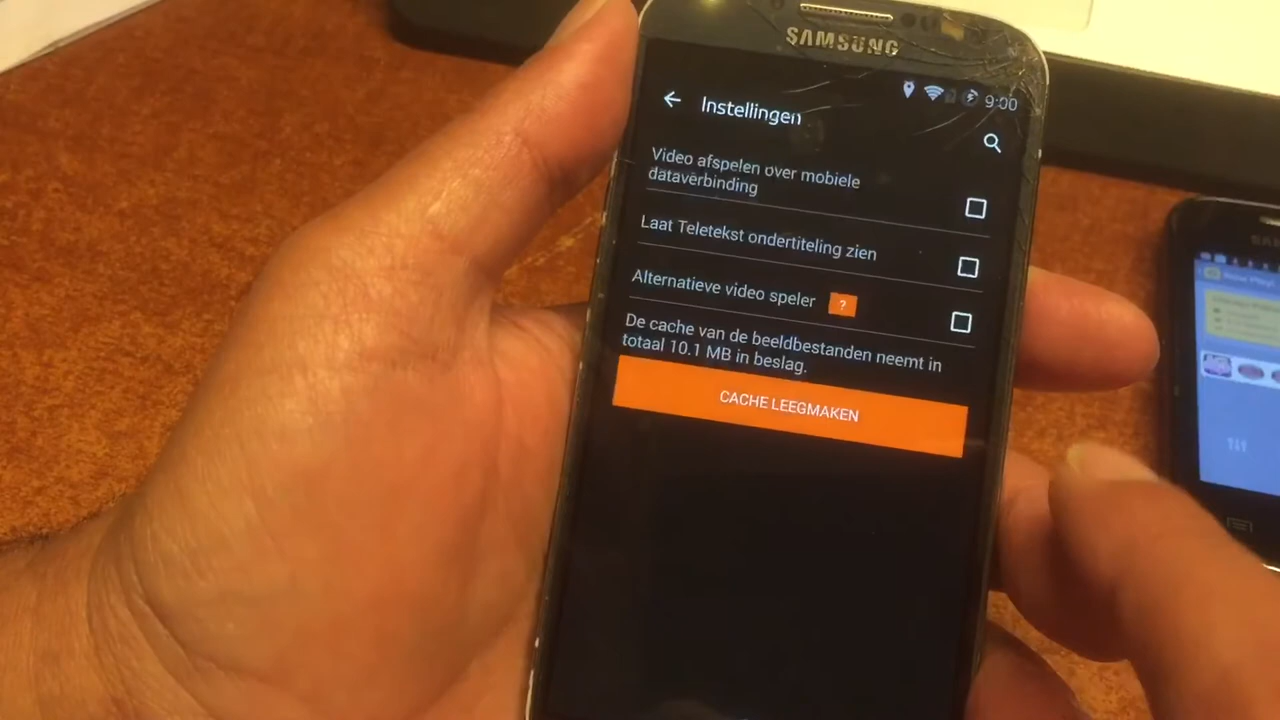 SAMSUNG
9:00
Instellingen
Video afspelen over mobiele
dataverbinding
Laat Teletekst ondertiteling zien
Alternatieve video speler ?
De cache van de beeldbestanden neemt in
totaal 10.1 MB in beslag.
CACHE LEEGMAKEN